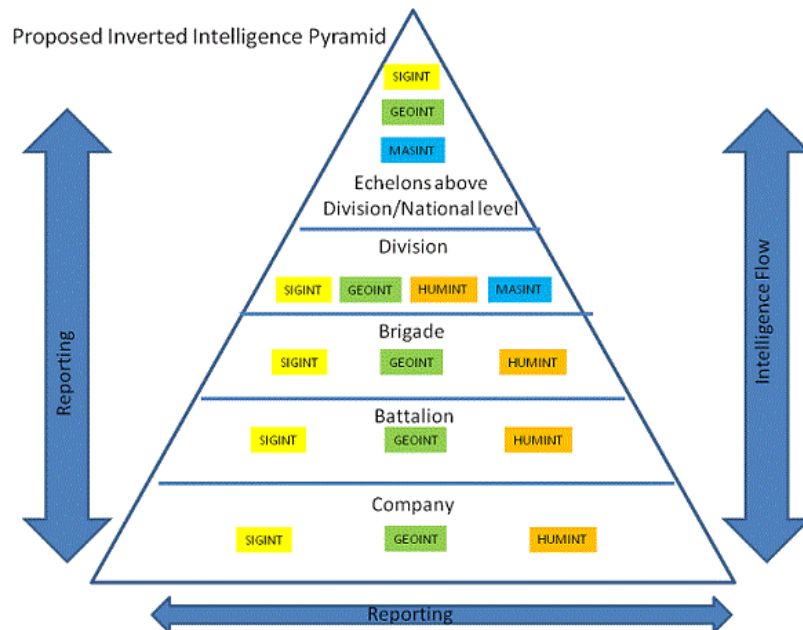 Proposed Inverted Intelligence Pyramid
SIGINT
GEOINT
MASINT
Echelons above
Division/National level
Division
SIGINT GEOINT HUMINT MASINT
Brigade
SIGINT GEOINT HUMINT
Battalion
SIGINT GEOINT HUMINT
Company
SIGINT GEOINT HUMINT
Reporting
Intelligence Flow
Reporting